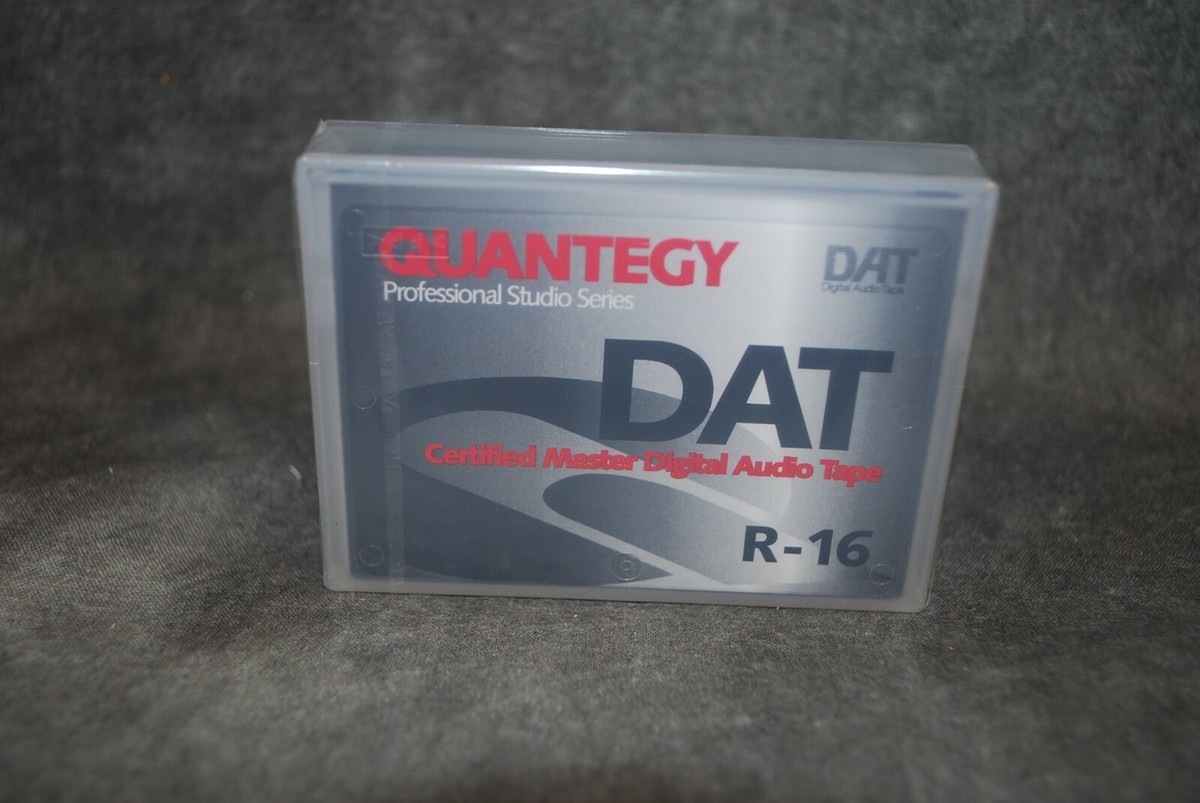 QUANTEGY
Professional Studio Series
DAT
Digital Audio Tape
DAT
Certified Master Digital Audio Tape
R-16